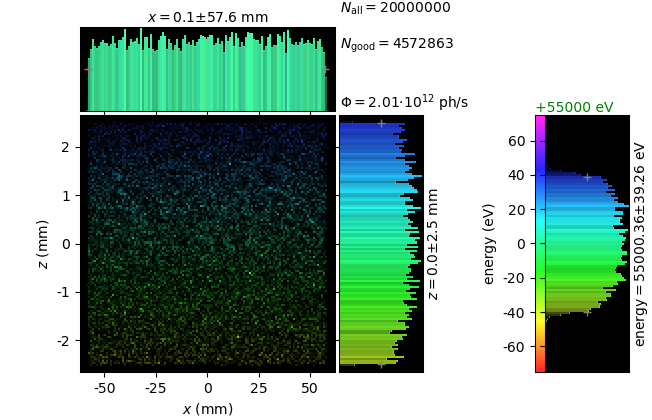 x = 0.1±57.6 mm
N_all = 20000000
N_good = 4572863
Φ = 2.01·10^12 ph/s
z (mm)
2
1
0
-1
-2
-50
-25
0
25
50
x (mm)
z = 0.0±2.5 mm
+55000 eV
energy (eV)
60
40
20
0
-20
-40
-60
energy = 55000.36±39.26 eV